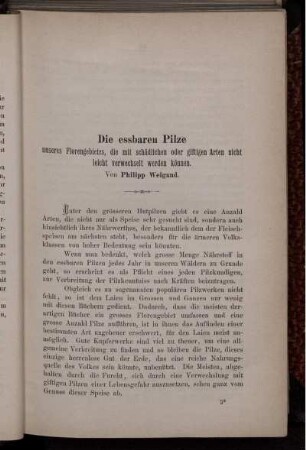 Die essbaren Pilze
unseres Florengebietes, die mit schädlichen oder giftigen Arten nicht
leicht verwechselt werden können.
Von Philipp Weigand.
Unter den grösseren Hutpilzen giebt es eine Anzahl
Arten, die nicht nur als Speise sehr gesucht sind, sondern auch
hinsichtlich ihres Nährwerthes, der bekanntlich dem der Fleisch-
speisen am nächsten steht, besonders für die ärmeren Volks-
klassen von hoher Bedeutung sein könnten.
Wenn man bedenkt, welch grosse Menge Nährstof in
den essbaren Pilzen jedes Jahr in unseren Wäldern zu Grunde
geht, so erscheint es als Pflicht eines jeden Pilzkundigen,
zur Verbreitung der Pilzkenntniss nach Kräften beizutragen.
Obgleich es an sogenannten populären Pilzwerken nicht
fehlt, so ist den Laien im Grossen und Ganzen nur wenig
mit diesen Büchern gedient. Dadurch, dass die meisten
derartigen Bücher ein grosses Florengebiet umfassen und eine
grosse Anzahl Pilze aufführen, ist in ihnen das Auffinden einer
bestimmten Art ungeheuer erschwert, für den Laien meist un-
möglich. Gute Kupferwerke sind viel zu theuer, um eine all-
gemeine Verbreitung zu finden und so bleiben die Pilze, dieses
einzige herrenlose Gut der Erde, das eine reiche Nahrungs-
quelle des Volkes sein könnte, unbenützt. Die Meisten, abge-
halten durch die Furcht, sich durch eine Verwechselung mit
giftigen Pilzen einer Lebensgefahr auszusetzen, sehen ganz vom
Genuss dieser Speise ab.
2*